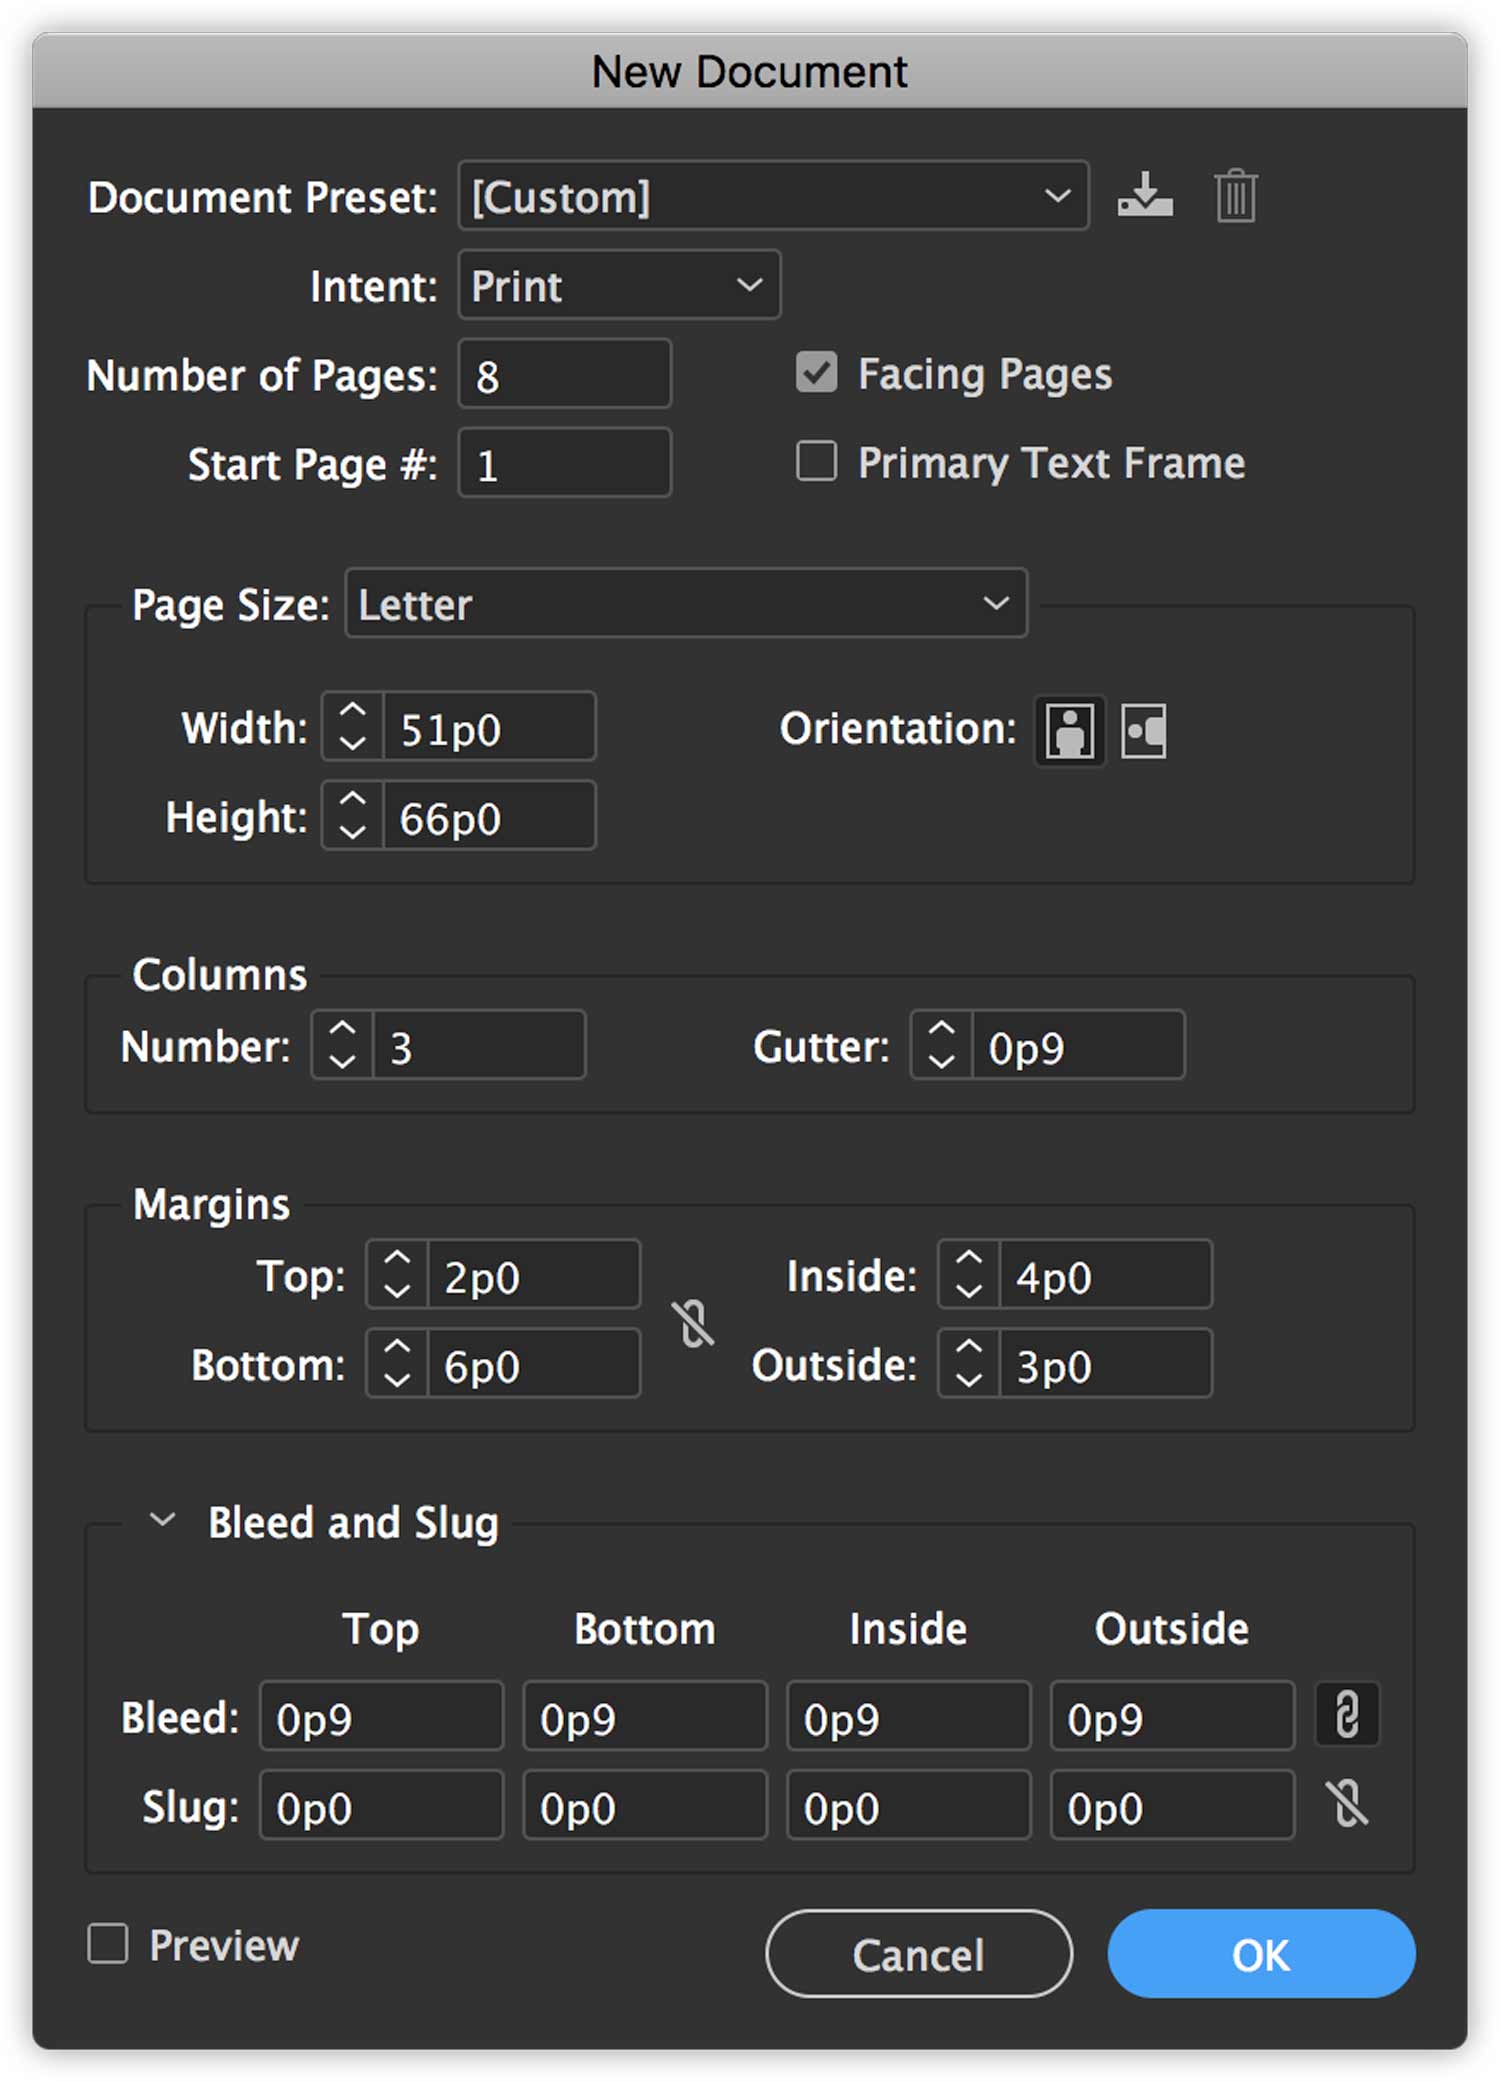 New Document
Document Preset: [Custom]
Intent: Print
Number of Pages: 8 Facing Pages
Start Page #: 1 Primary Text Frame
Page Size: Letter
Width: 51p0 Orientation:
Height: 66p0
Columns
Number: 3 Gutter: 0p9
Margins
Top: 2p0 Inside: 4p0
Bottom: 6p0 Outside: 3p0
Bleed and Slug
Top Bottom Inside Outside
Bleed: 0p9 0p9 0p9 0p9
Slug: 0p0 0p0 0p0 0p0
Preview Cancel OK